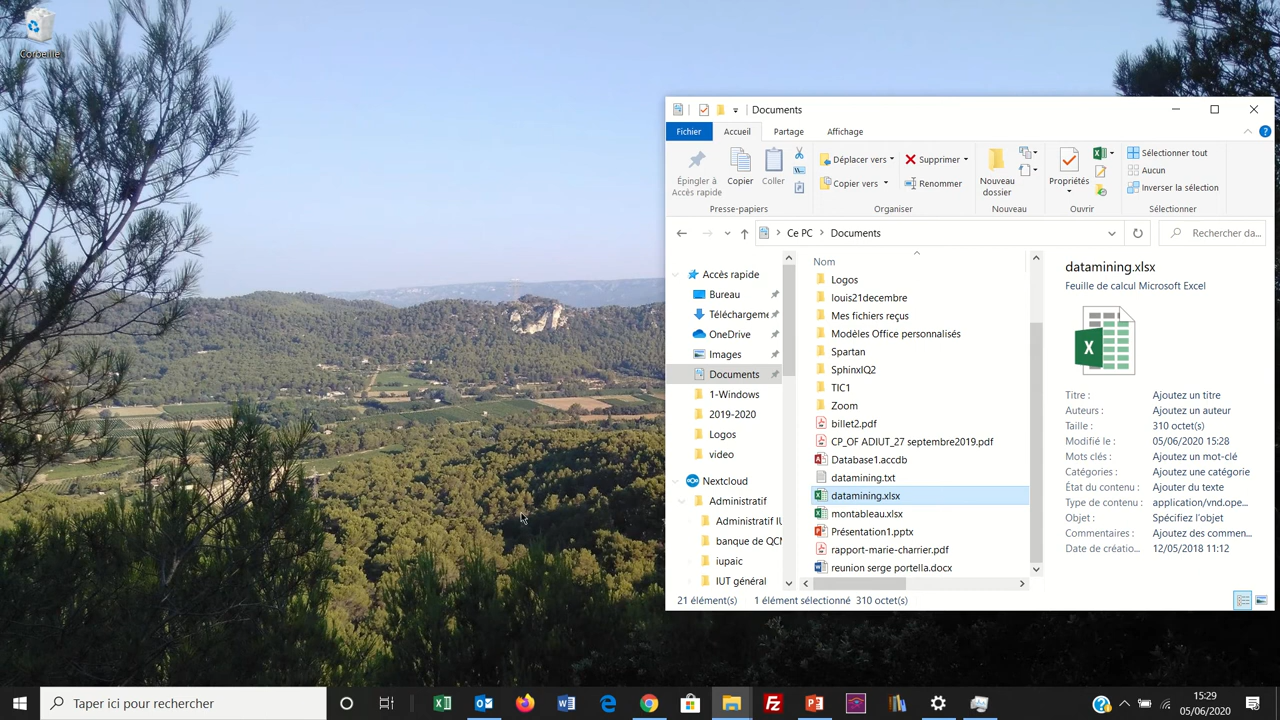 Corbeille
Documents
Fichier
Accueil
Partage
Affichage
Épingler à
Accès rapide
Copier
Coller
Presse-papiers
Déplacer vers
Copier vers
Supprimer
Renommer
Organiser
Nouveau
dossier
Nouveau
Propriétés
Ouvrir
Sélectionner tout
Aucun
Inverser la sélection
Sélectionner
Ce PC > Documents
Rechercher da...
Accès rapide
Bureau
Téléchargeme
OneDrive
Images
Documents
1-Windows
2019-2020
Logos
video
Nextcloud
Administratif
Administratif IU
banque de QCM
iupaic
IUT général
Nom
Logos
louis21decembre
Mes fichiers reçus
Modèles Office personnalisés
Spartan
SphinxIQ2
TIC1
Zoom
billet2.pdf
CP_OF ADIUT_27 septembre2019.pdf
Database1.accdb
datamining.txt
datamining.xlsx
montableau.xlsx
Présentation1.pptx
rapport-marie-charrier.pdf
reunion serge portella.docx
datamining.xlsx
Feuille de calcul Microsoft Excel
X
Titre : Ajoutez un titre
Auteurs : Ajoutez un auteur
Taille : 310 octet(s)
Modifié le : 05/06/2020 15:28
Mots clés : Ajoutez un mot-clé
Catégories : Ajoutez une catégorie
État du contenu : Ajouter du texte
Type de contenu : application/vnd.ope...
Objet : Spécifiez l'objet
Commentaires : Ajoutez des commen...
Date de créatio... 12/05/2018 11:12
21 élément(s) 1 élément sélectionné 310 octet(s)
Taper ici pour rechercher
15:29
05/06/2020